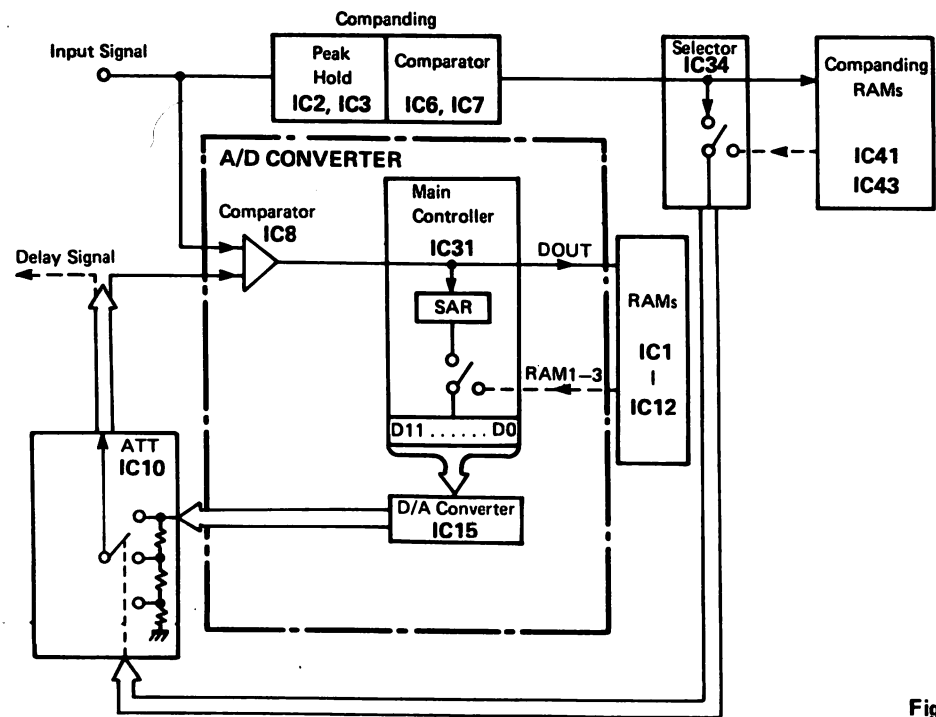 Companding
Input Signal
Peak
Hold
IC2, IC3
Comparator
IC6, IC7
Selector
IC34
Companding
RAMs
IC41
IC43
A/D CONVERTER
Comparator
IC8
Main
Controller
IC31
DOUT
Delay Signal
SAR
RAMs
IC1
IC12
RAM1–3
D11 ...... D0
ATT
IC10
D/A Converter
IC15
Fig